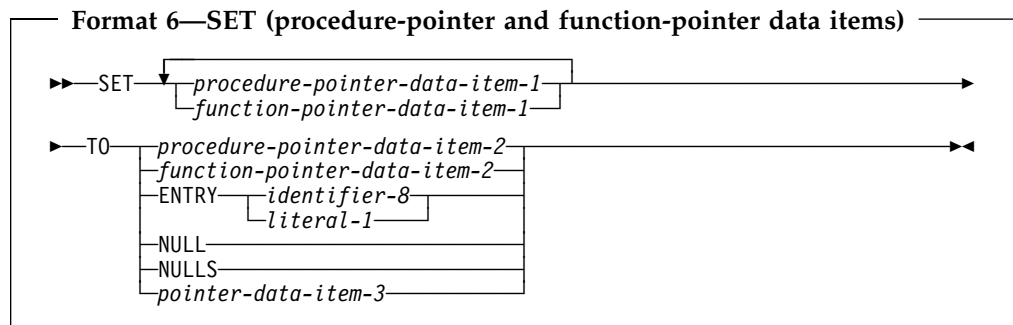 Format 6—SET (procedure-pointer and function-pointer data items)
SET procedure-pointer-data-item-1
function-pointer-data-item-1
TO procedure-pointer-data-item-2
function-pointer-data-item-2
ENTRY identifier-8
literal-1
NULL
NULLS
pointer-data-item-3